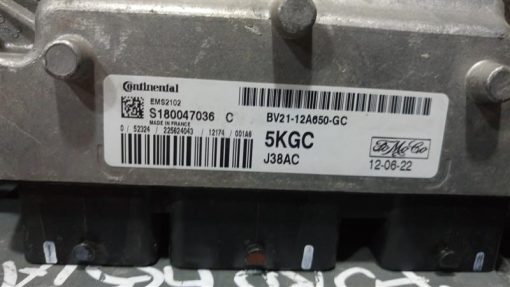 Continental
EMS2102
S180047036 C
MADE IN FRANCE
BV21-12A650-GC
0 / 52324 / 225624043 / 12174 / 001A6
5KGC
J38AC
FoMoCo
12-06-22